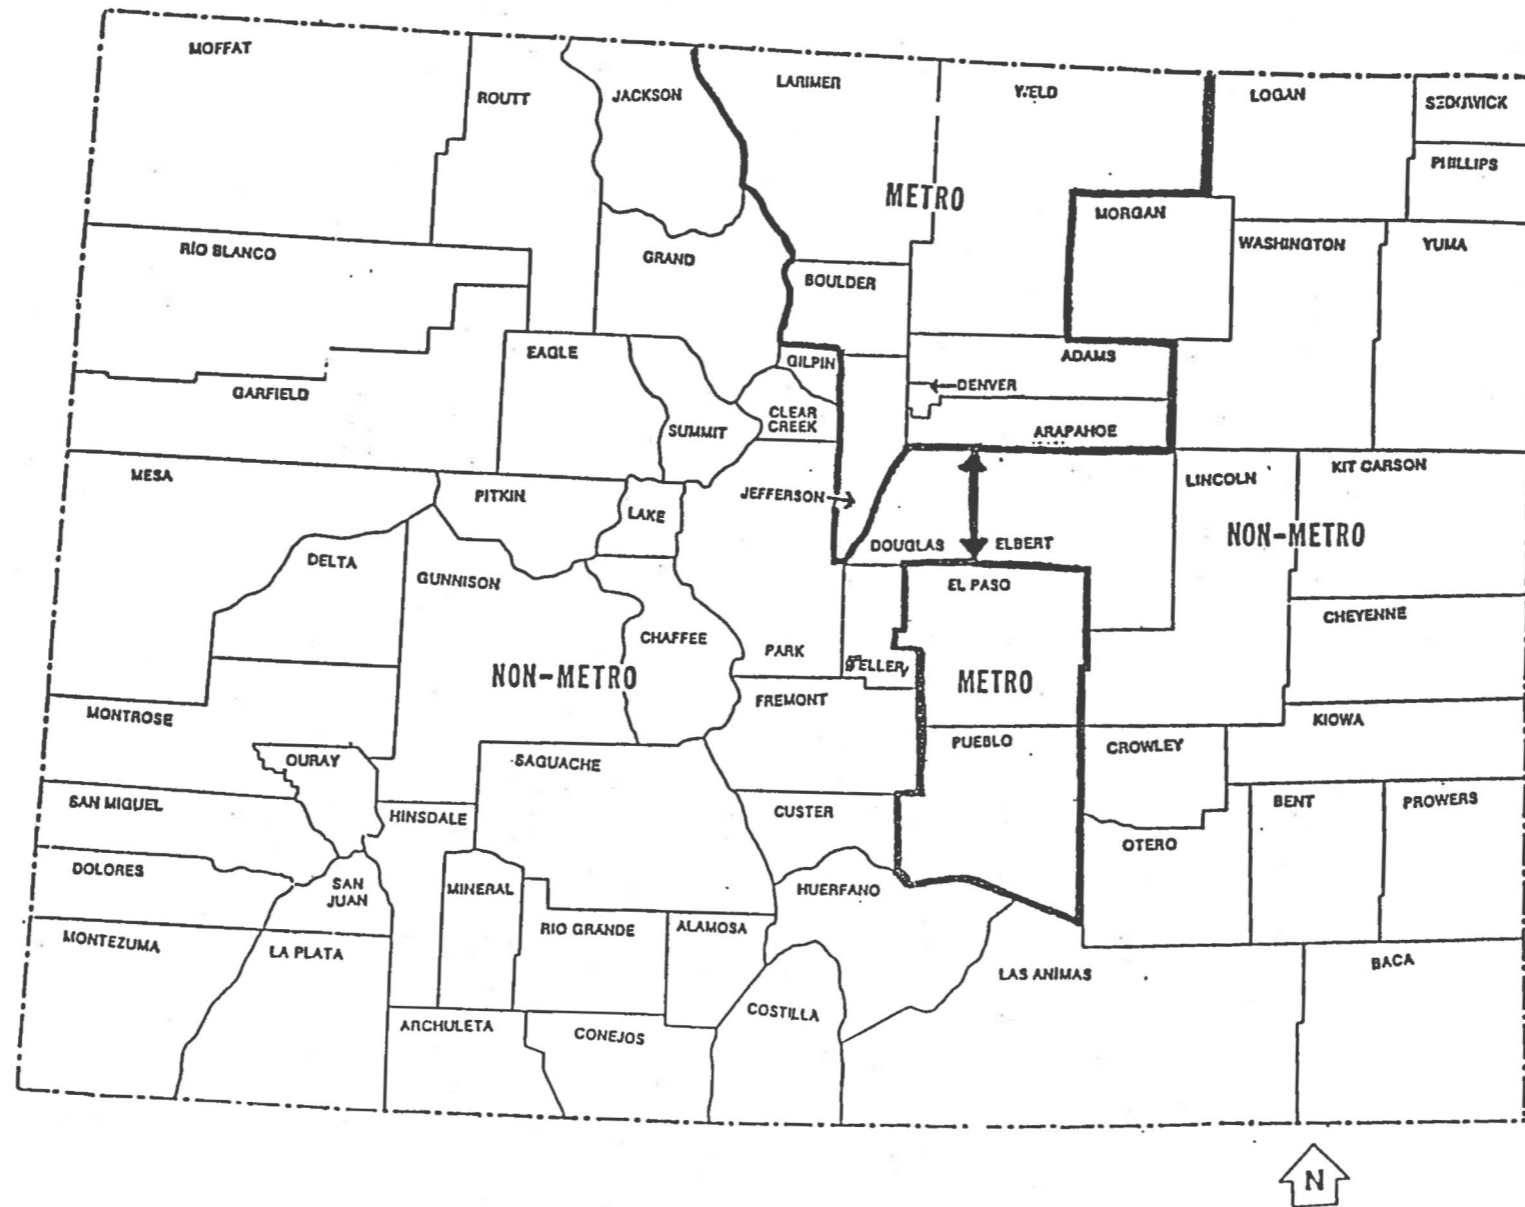 MOFFAT
ROUTT
JACKSON
LARIMER
WELD
LOGAN
SEDGWICK
PHILLIPS
METRO
MORGAN
WASHINGTON
YUMA
RIO BLANCO
GRAND
BOULDER
GARFIELD
EAGLE
GILPIN
ADAMS
DENVER
CLEAR
CREEK
SUMMIT
ARAPAHOE
MESA
PITKIN
LAKE
JEFFERSON
LINCOLN
KIT CARSON
DELTA
GUNNISON
DOUGLAS
ELBERT
NON-METRO
EL PASO
CHEYENNE
CHAFFEE
PARK
TELLER
NON-METRO
METRO
MONTROSE
FREMONT
KIOWA
OURAY
SAGUACHE
PUEBLO
CROWLEY
SAN MIGUEL
HINSDALE
CUSTER
BENT
PROWERS
OTERO
DOLORES
SAN
JUAN
MINERAL
HUERFANO
MONTEZUMA
LA PLATA
RIO GRANDE
ALAMOSA
LAS ANIMAS
BACA
COSTILLA
ARCHULETA
CONEJOS
N